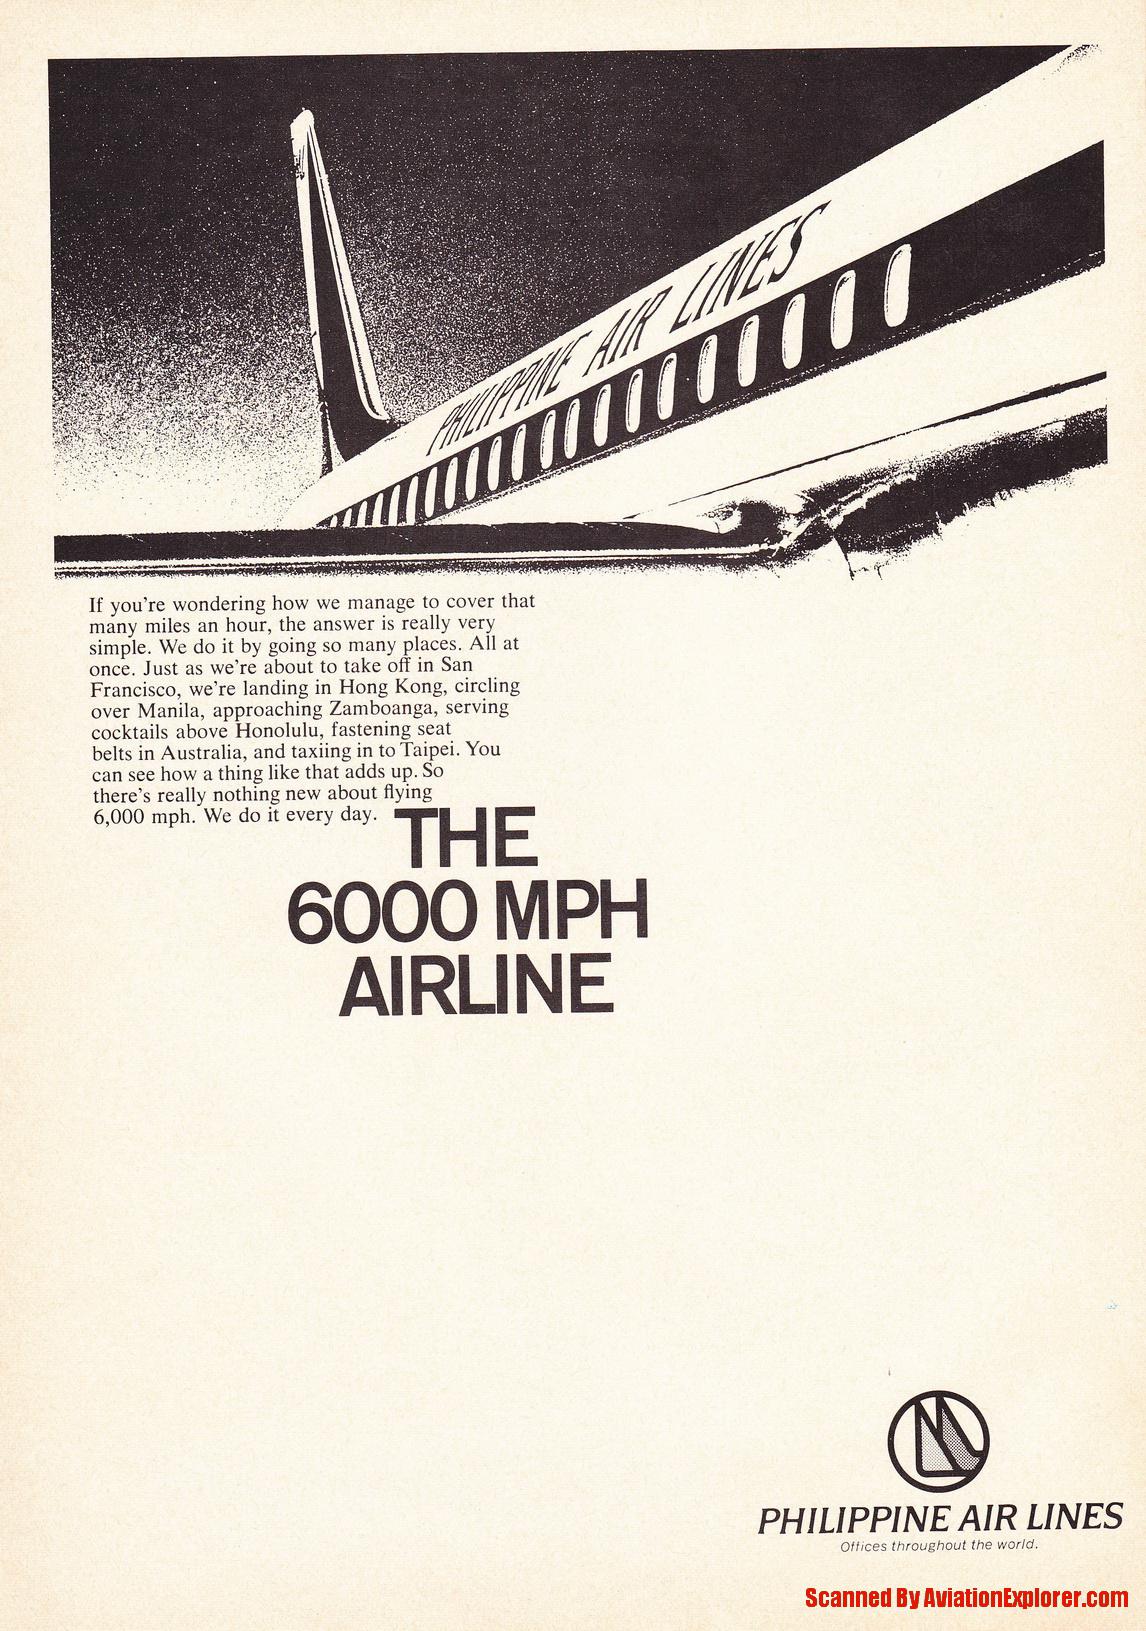 PHILIPPINE AIR LINES
If you're wondering how we manage to cover that
many miles an hour, the answer is really very
simple. We do it by going so many places. All at
once. Just as we're about to take off in San
Francisco, we're landing in Hong Kong, circling
over Manila, approaching Zamboanga, serving
cocktails above Honolulu, fastening seat
belts in Australia, and taxiing in to Taipei. You
can see how a thing like that adds up. So
there's really nothing new about flying
6,000 mph. We do it every day.
THE
6000 MPH
AIRLINE
PHILIPPINE AIR LINES
Offices throughout the world.
Scanned By AviationExplorer.com